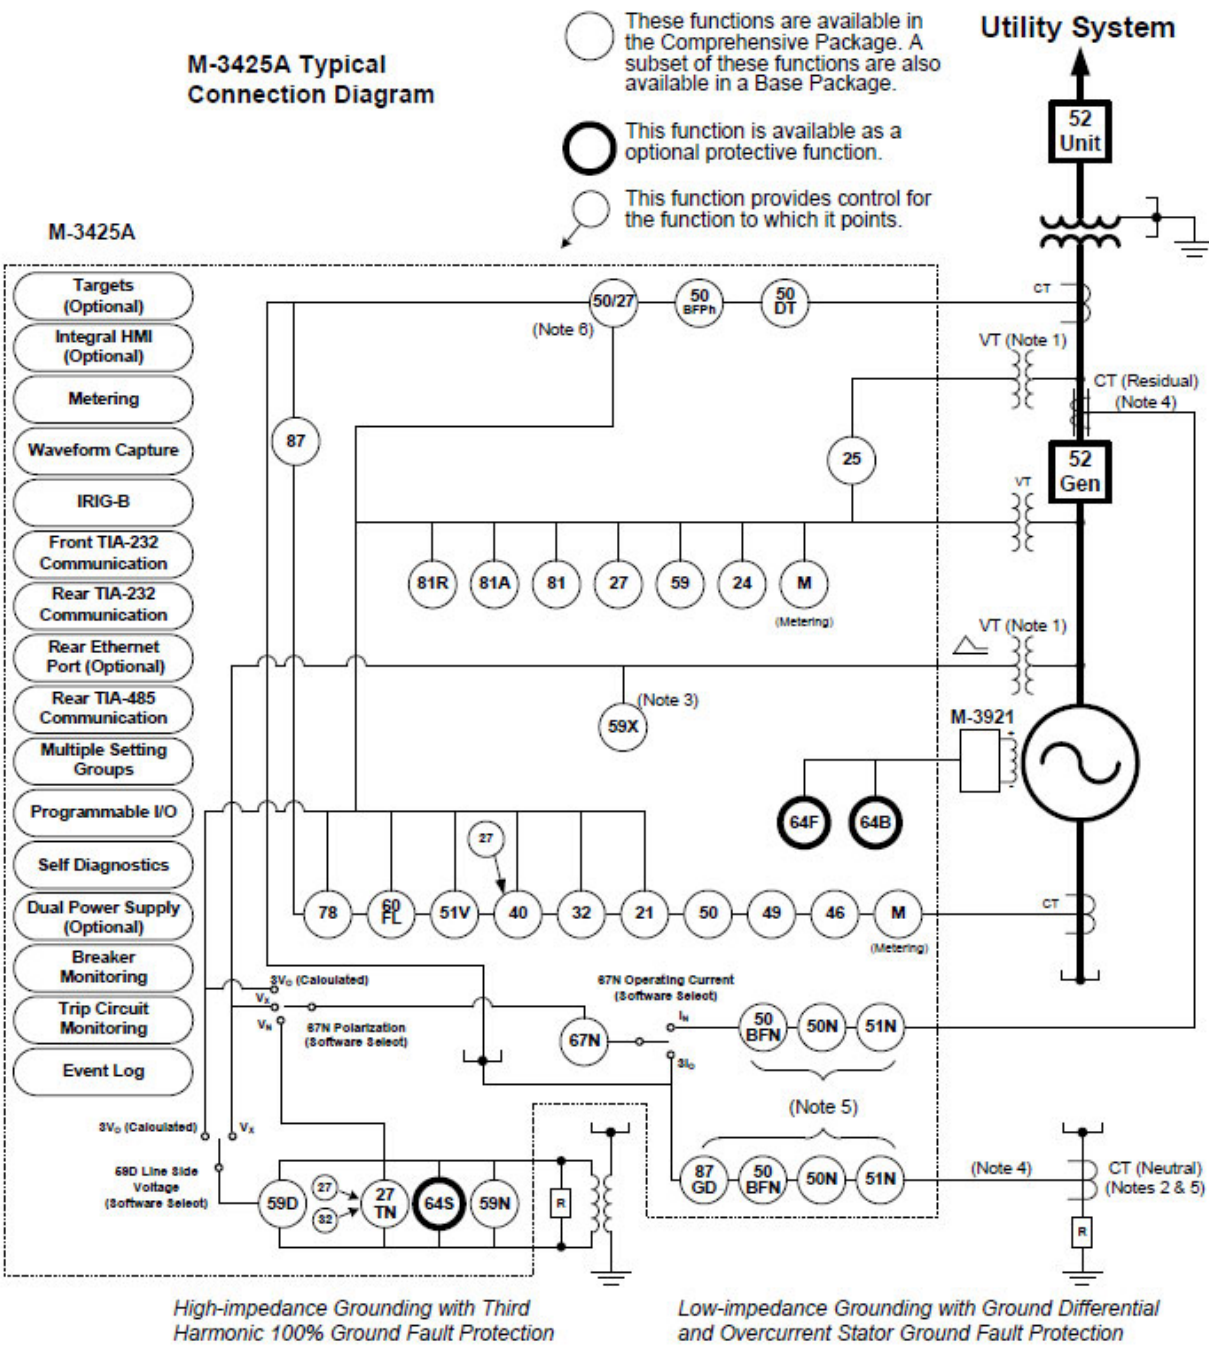 M-3425A Typical
Connection Diagram
These functions are available in
the Comprehensive Package. A
subset of these functions are also
available in a Base Package.
This function is available as a
optional protective function.
This function provides control for
the function to which it points.
Utility System
52
Unit
M-3425A
Targets
(Optional)
Integral HMI
(Optional)
Metering
Waveform Capture
IRIG-B
Front TIA-232
Communication
Rear TIA-232
Communication
Rear Ethernet
Port (Optional)
Rear TIA-485
Communication
Multiple Setting
Groups
Programmable I/O
Self Diagnostics
Dual Power Supply
(Optional)
Breaker
Monitoring
Trip Circuit
Monitoring
Event Log
50/27
(Note 6)
50
BFPh
50
DT
CT
VT (Note 1)
CT (Residual)
(Note 4)
87
25
52
Gen
VT
81R
81A
81
27
59
24
M
(Metering)
VT (Note 1)
(Note 3)
59X
M-3921
+
-
64F
64B
27
78
60
FL
51V
40
32
21
50
49
46
M
(Metering)
CT
3VO (Calculated)
VX
VN
67N Polarization
(Software Select)
67N Operating Current
(Software Select)
67N
IN
3IO
50
BFN
50N
51N
(Note 5)
87
GD
50
BFN
50N
51N
(Note 4)
CT (Neutral)
(Notes 2 & 5)
R
3VO (Calculated)
VX
59D Line Side
Voltage
(Software Select)
59D
27
32
27
TN
64S
59N
R
High-impedance Grounding with Third
Harmonic 100% Ground Fault Protection
Low-impedance Grounding with Ground Differential
and Overcurrent Stator Ground Fault Protection